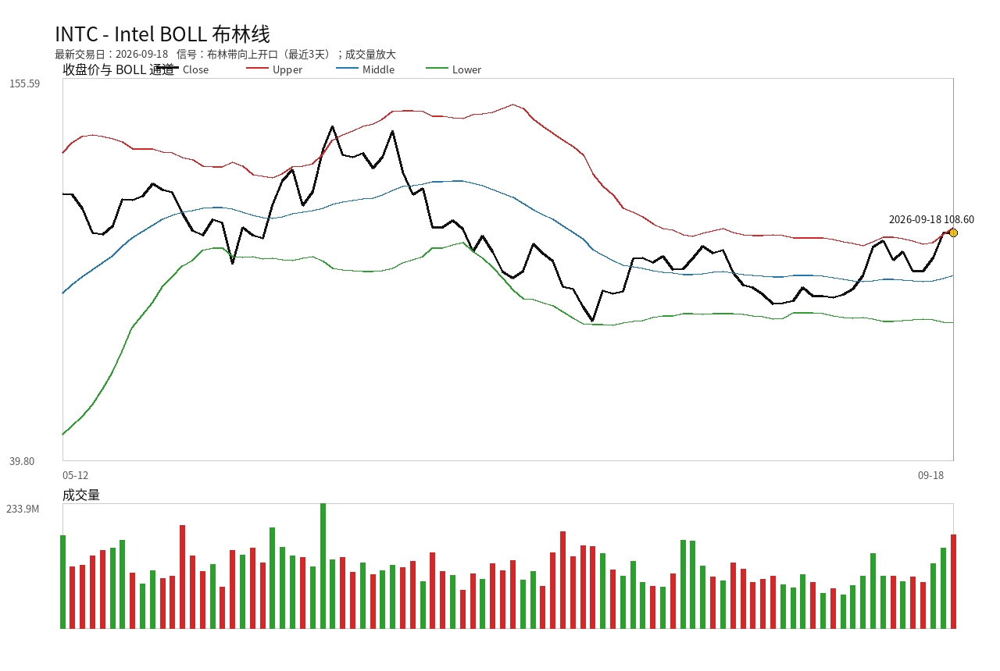 INTC - Intel BOLL 布林线
最新交易日：2026-09-18 信号：布林带向上开口（最近3天）；成交量放大
收盘价与 BOLL 通道 Close Upper Middle Lower
155.59
2026-09-18 108.60
39.80
05-12 09-18
成交量
233.9M